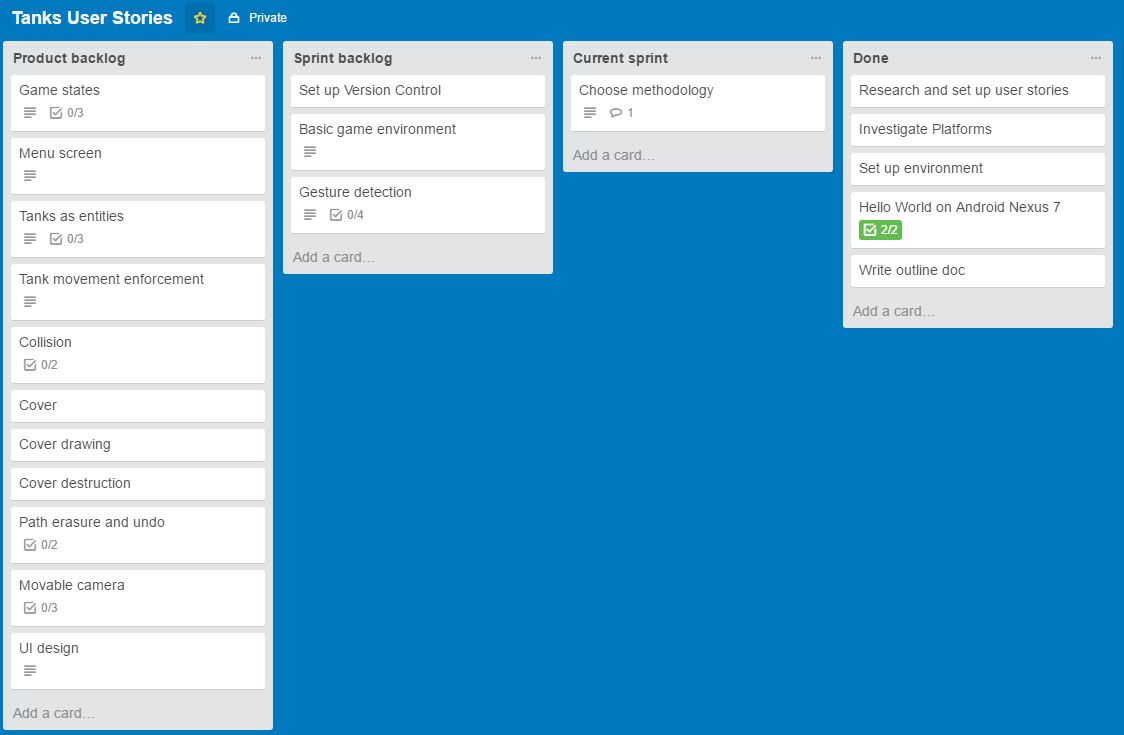 Tanks User Stories
Private
Product backlog
Game states
0/3
Menu screen
Tanks as entities
0/3
Tank movement enforcement
Collision
0/2
Cover
Cover drawing
Cover destruction
Path erasure and undo
0/2
Movable camera
0/3
UI design
Add a card…
Sprint backlog
Set up Version Control
Basic game environment
Gesture detection
0/4
Add a card…
Current sprint
Choose methodology
1
Add a card…
Done
Research and set up user stories
Investigate Platforms
Set up environment
Hello World on Android Nexus 7
2/2
Write outline doc
Add a card…